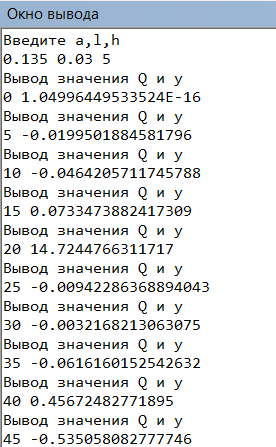 Окно вывода
Введите a,l,h
0.135 0.03 5
Вывод значения Q и y
0 1.04996449533524E-16
Вывод значения Q и y
5 -0.0199501884581796
Вывод значения Q и y
10 -0.0464205711745788
Вывод значения Q и y
15 0.0733473882417309
Вывод значения Q и y
20 14.7244766311717
Вывод значения Q и y
25 -0.00942286368894043
Вывод значения Q и y
30 -0.0032168213063075
Вывод значения Q и y
35 -0.0616160152542632
Вывод значения Q и y
40 0.45672482771895
Вывод значения Q и y
45 -0.535058082777746